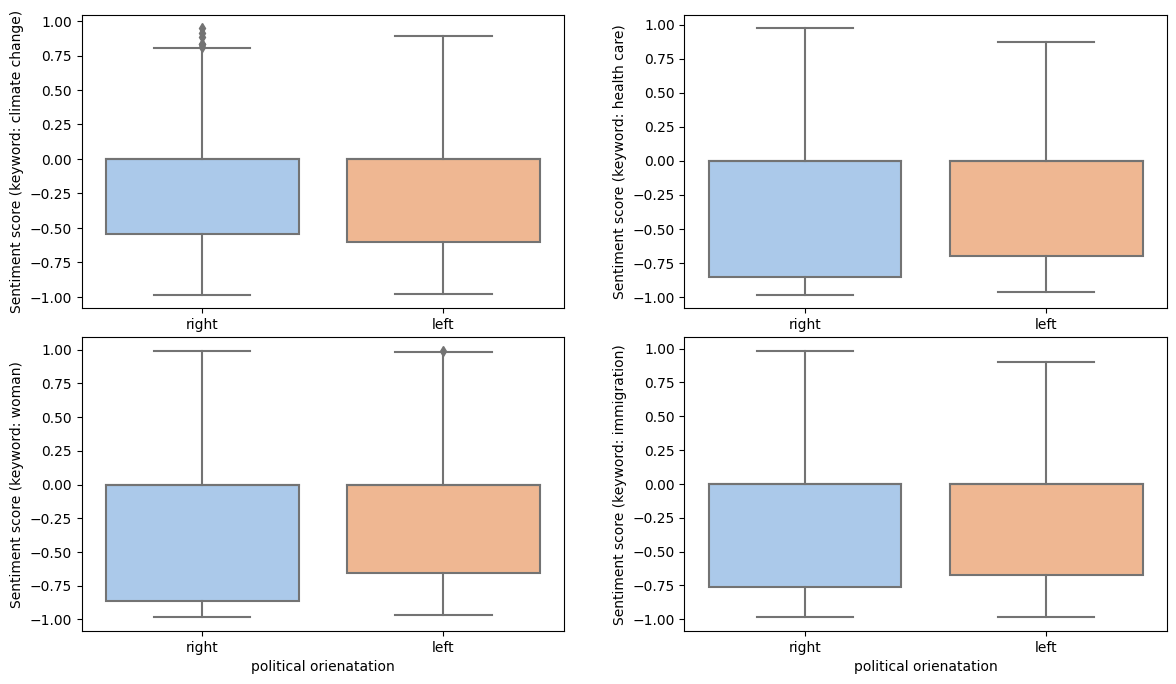 Sentiment score (keyword: climate change)
1.00
0.75
0.50
0.25
0.00
−0.25
−0.50
−0.75
−1.00
right
left
Sentiment score (keyword: health care)
1.00
0.75
0.50
0.25
0.00
−0.25
−0.50
−0.75
−1.00
right
left
Sentiment score (keyword: woman)
1.00
0.75
0.50
0.25
0.00
−0.25
−0.50
−0.75
−1.00
right
left
political orienatation
Sentiment score (keyword: immigration)
1.00
0.75
0.50
0.25
0.00
−0.25
−0.50
−0.75
−1.00
right
left
political orienatation